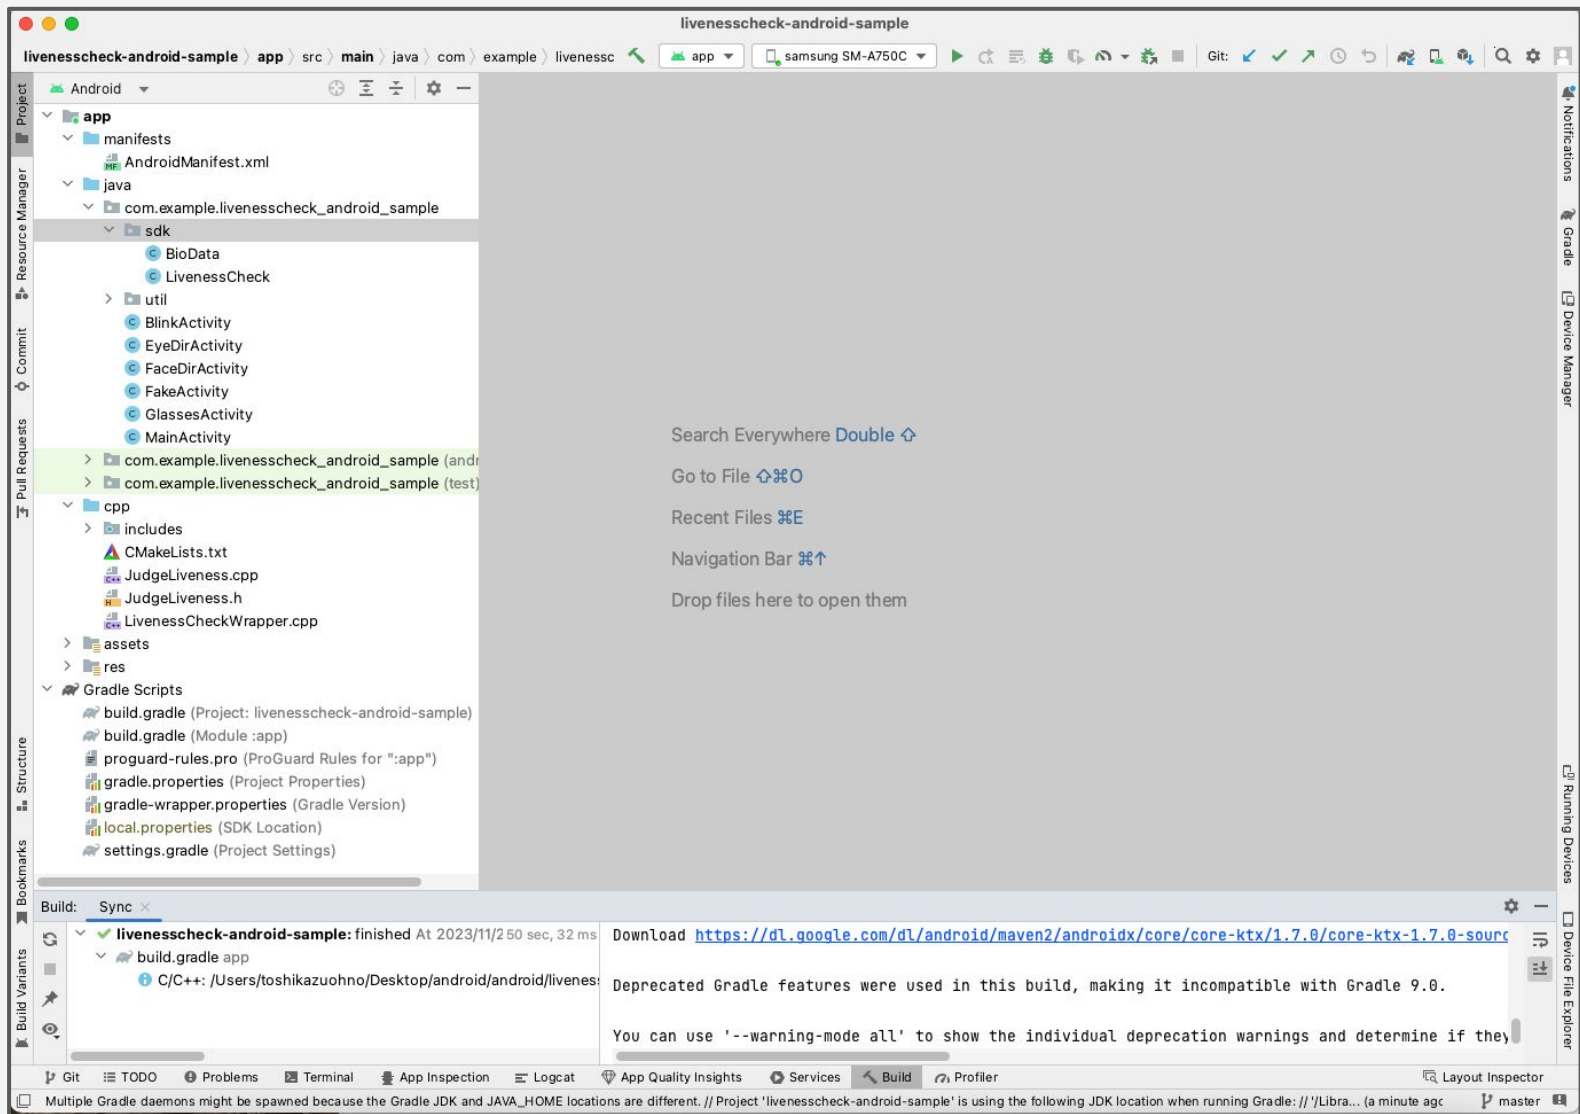 livenesscheck-android-sample
livenesscheck-android-sample app src main java com example livenessc app samsung SM-A750C Git:
Project
Resource Manager
Commit
Pull Requests
Structure
Bookmarks
Build Variants
Android
app
manifests
MF AndroidManifest.xml
java
com.example.livenesscheck_android_sample
sdk
C BioData
C LivenessCheck
util
C BlinkActivity
C EyeDirActivity
C FaceDirActivity
C FakeActivity
C GlassesActivity
C MainActivity
com.example.livenesscheck_android_sample (andr
com.example.livenesscheck_android_sample (test)
cpp
includes
CMakeLists.txt
C++ JudgeLiveness.cpp
H JudgeLiveness.h
C++ LivenessCheckWrapper.cpp
assets
res
Gradle Scripts
build.gradle (Project: livenesscheck-android-sample)
build.gradle (Module :app)
proguard-rules.pro (ProGuard Rules for ":app")
gradle.properties (Project Properties)
gradle-wrapper.properties (Gradle Version)
local.properties (SDK Location)
settings.gradle (Project Settings)
Search Everywhere Double ⇧
Go to File ⇧⌘O
Recent Files ⌘E
Navigation Bar ⌘↑
Drop files here to open them
Notifications
Gradle
Device Manager
Running Devices
Device File Explorer
Build: Sync
livenesscheck-android-sample: finished At 2023/11/2 50 sec, 32 ms
build.gradle app
C/C++: /Users/toshikazuohno/Desktop/android/android/livenes
Download https://dl.google.com/dl/android/maven2/androidx/core/core-ktx/1.7.0/core-ktx-1.7.0-sourc
Deprecated Gradle features were used in this build, making it incompatible with Gradle 9.0.
You can use '--warning-mode all' to show the individual deprecation warnings and determine if they
Git TODO Problems Terminal App Inspection Logcat App Quality Insights Services Build Profiler Layout Inspector
Multiple Gradle daemons might be spawned because the Gradle JDK and JAVA_HOME locations are different. // Project 'livenesscheck-android-sample' is using the following JDK location when running Gradle: // '/Libra... (a minute agc master